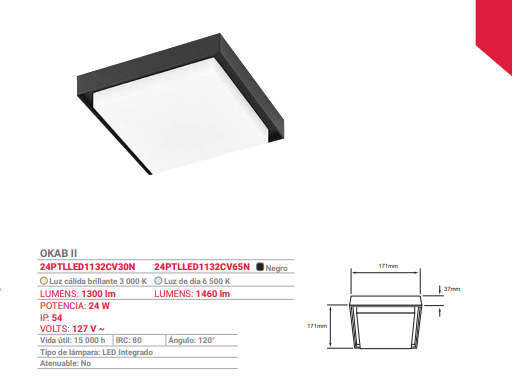 OKAB II
24PTLLED1132CV30N 24PTLLED1132CV65N Negro
Luz cálida brillante 3 000 K Luz de día 6 500 K
LUMENS: 1300 lm LUMENS: 1460 lm
POTENCIA: 24 W
IP: 54
VOLTS: 127 V ~
Vida útil: 15 000 h IRC: 80 Ángulo: 120°
Tipo de lámpara: LED Integrado
Atenuable: No
171mm
37mm
171mm